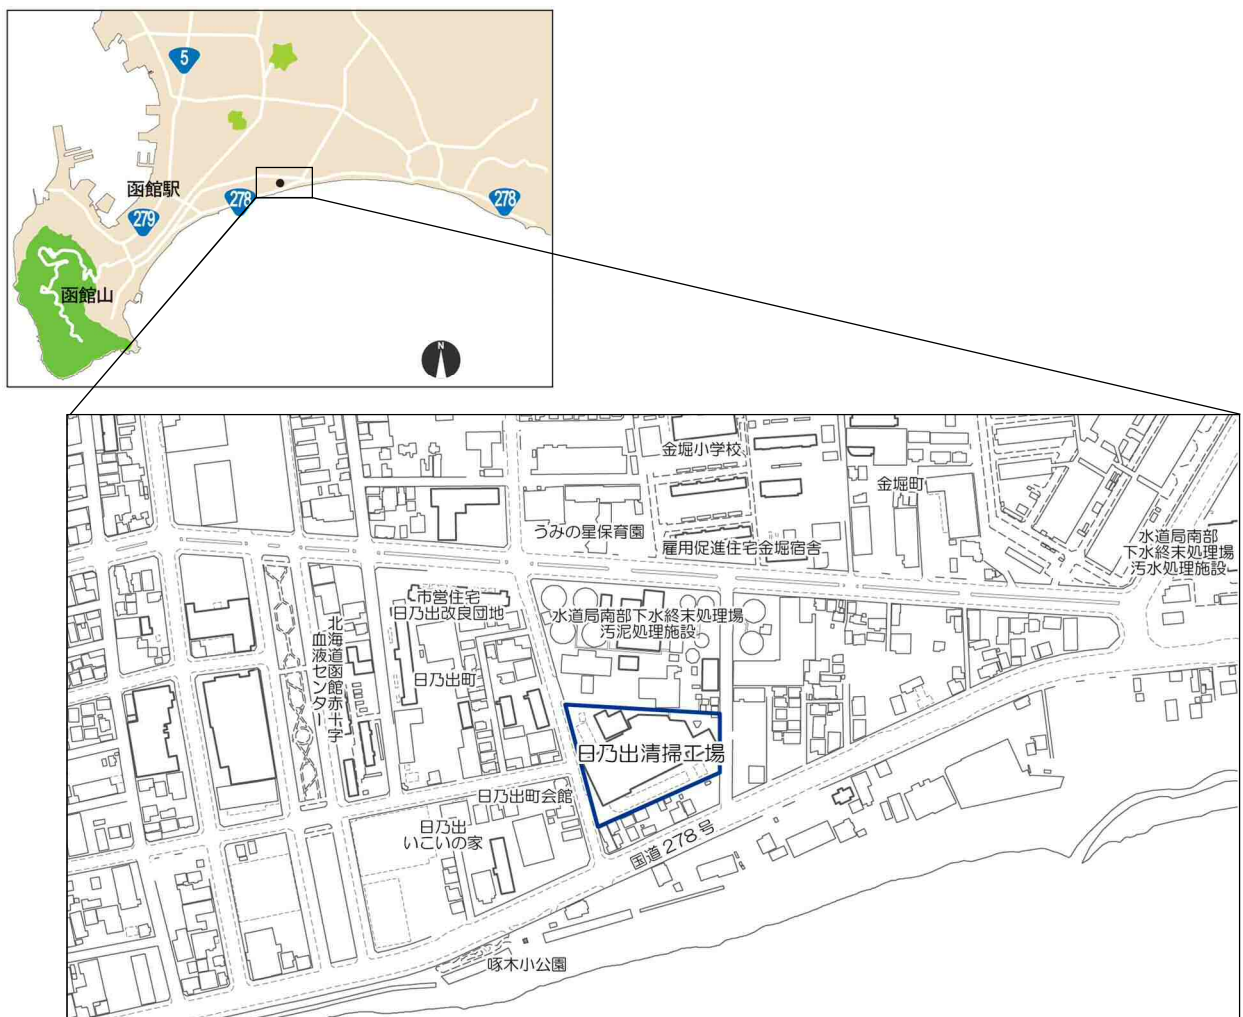 5
函館駅
279
278
278
函館山
N
金堀小学校
金堀町
うみの星保育園
雇用促進住宅金堀宿舎
水道局南部
下水終末処理場
汚水処理施設
市営住宅
日乃出改良団地
水道局南部下水終末処理場
汚泥処理施設
北海道函館赤十字
血液センター
日乃出町
日乃出清掃工場
日乃出町会館
日乃出
いこいの家
国道278号
啄木小公園